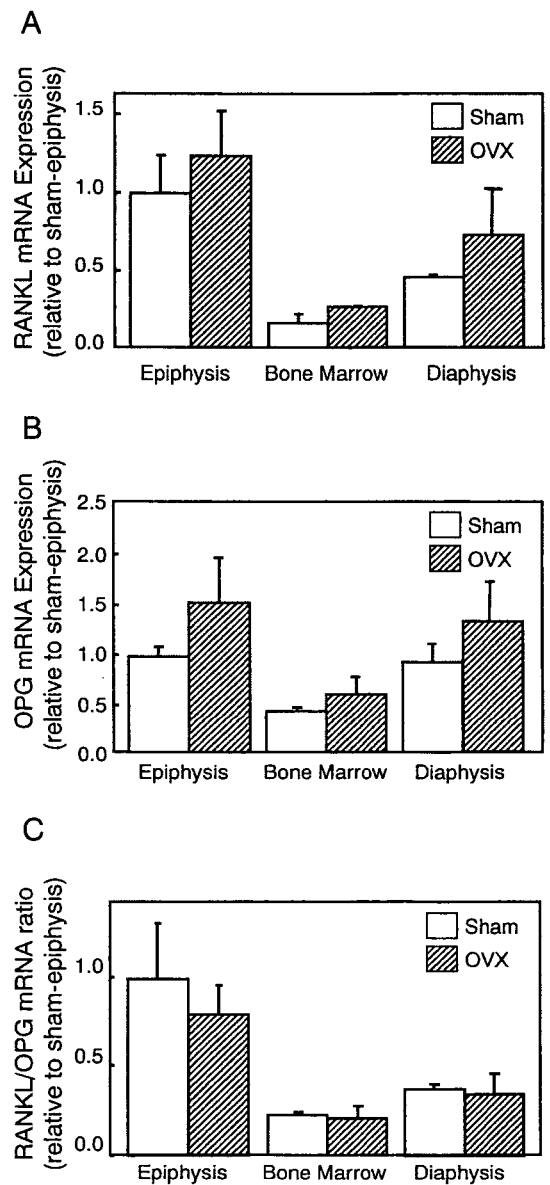 A
RANKL mRNA Expression
(relative to sham-epiphysis)
1.5
1.0
0.5
0.0
Sham
OVX
Epiphysis Bone Marrow Diaphysis
B
OPG mRNA Expression
(relative to sham-epiphysis)
2.5
2.0
1.5
1.0
0.5
0.0
Sham
OVX
Epiphysis Bone Marrow Diaphysis
C
RANKL/OPG mRNA ratio
(relative to sham-epiphysis)
1.0
0.5
0.0
Sham
OVX
Epiphysis Bone Marrow Diaphysis